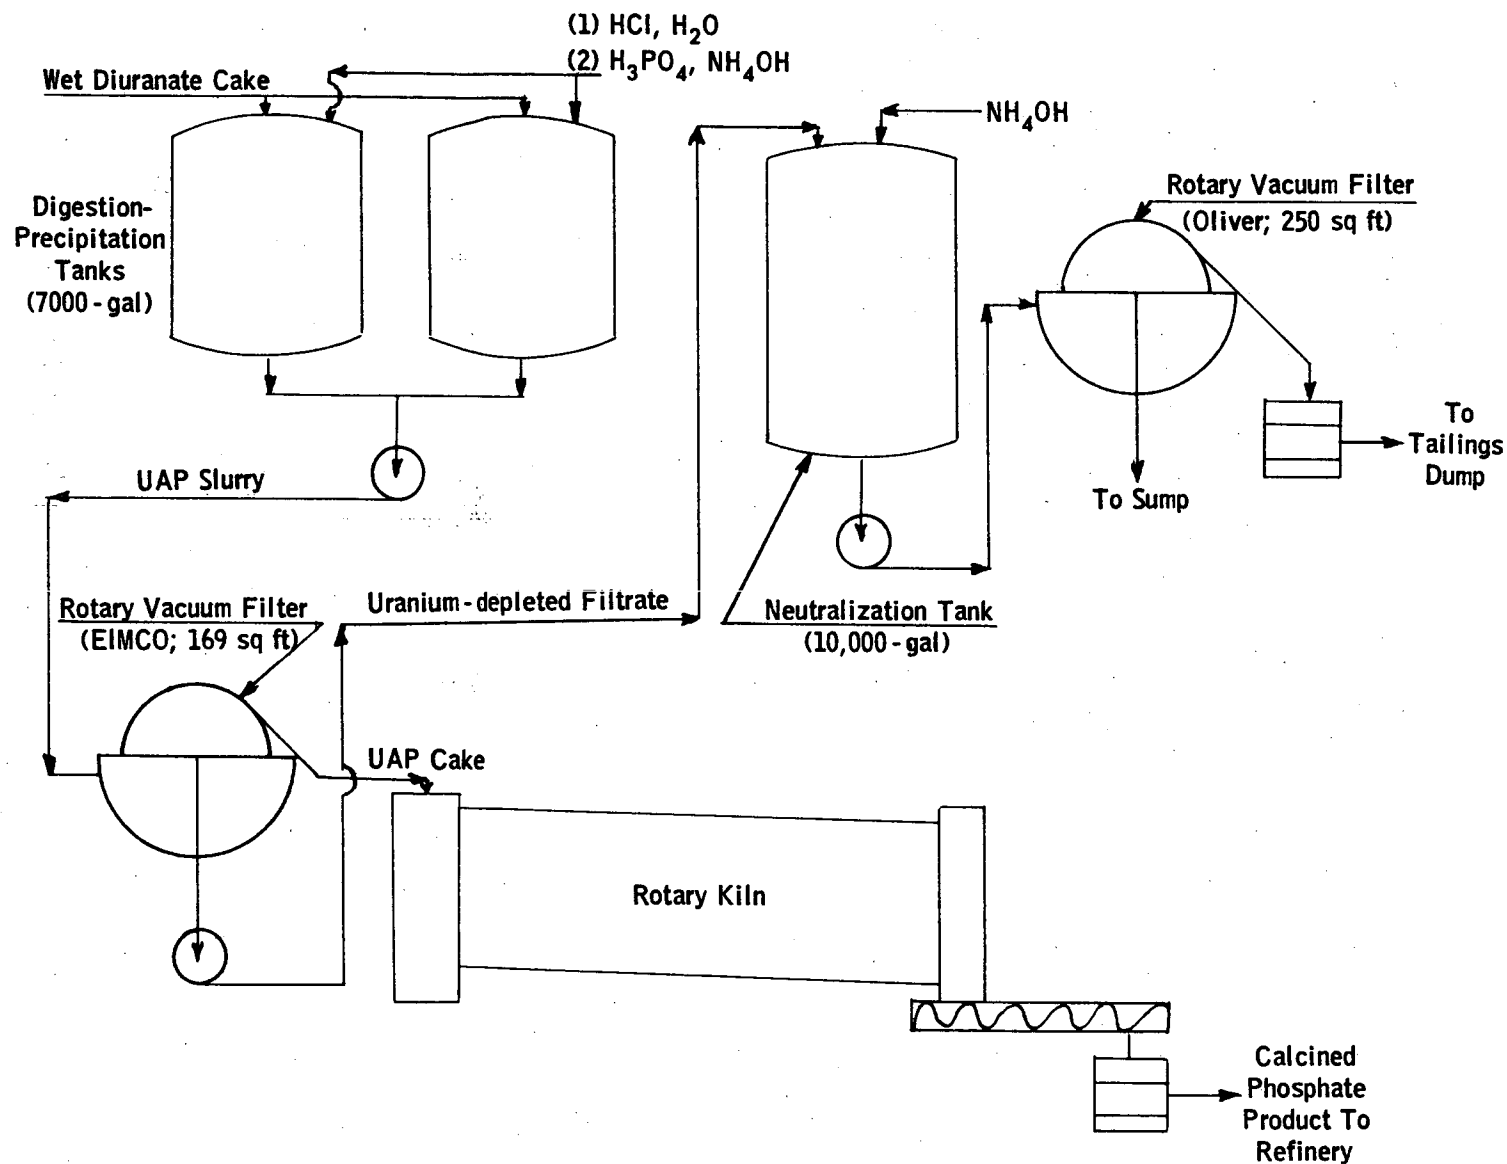 (1) HCl, H2O
(2) H3PO4, NH4OH
Wet Diuranate Cake
NH4OH
Rotary Vacuum Filter
(Oliver; 250 sq ft)
Digestion-
Precipitation
Tanks
(7000-gal)
To
Tailings
Dump
UAP Slurry
To Sump
Rotary Vacuum Filter
(EIMCO; 169 sq ft)
Uranium-depleted Filtrate
Neutralization Tank
(10,000-gal)
UAP Cake
Rotary Kiln
Calcined
Phosphate
Product To
Refinery